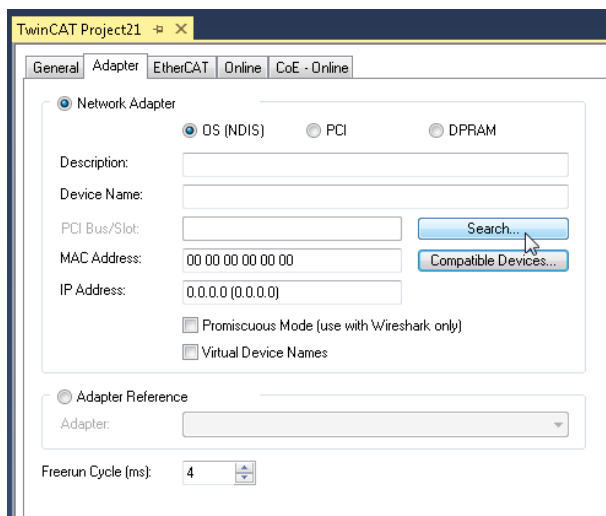 TwinCAT Project21
General Adapter EtherCAT Online CoE - Online
Network Adapter
OS (NDIS) PCI DPRAM
Description:
Device Name:
PCI Bus/Slot: Search...
MAC Address: 00 00 00 00 00 00 Compatible Devices...
IP Address: 0.0.0.0 (0.0.0.0)
Promiscuous Mode (use with Wireshark only)
Virtual Device Names
Adapter Reference
Adapter:
Freerun Cycle (ms): 4